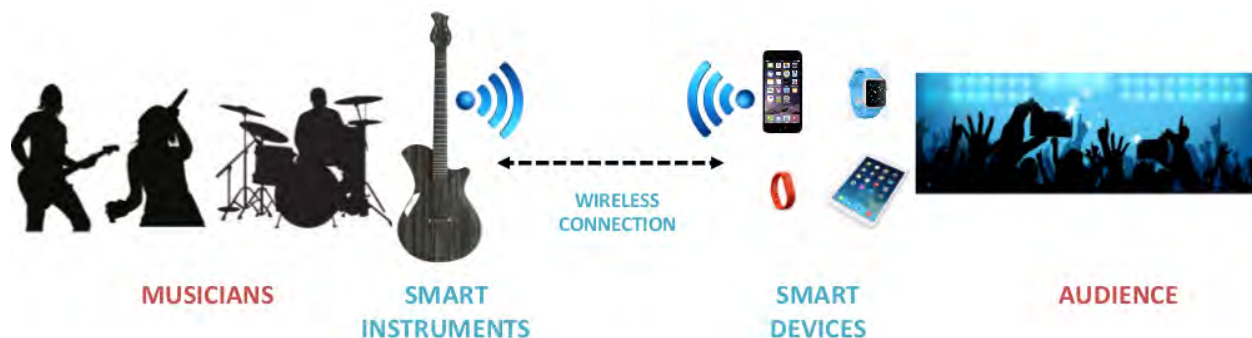 WIRELESS
CONNECTION
MUSICIANS
SMART
INSTRUMENTS
SMART
DEVICES
AUDIENCE